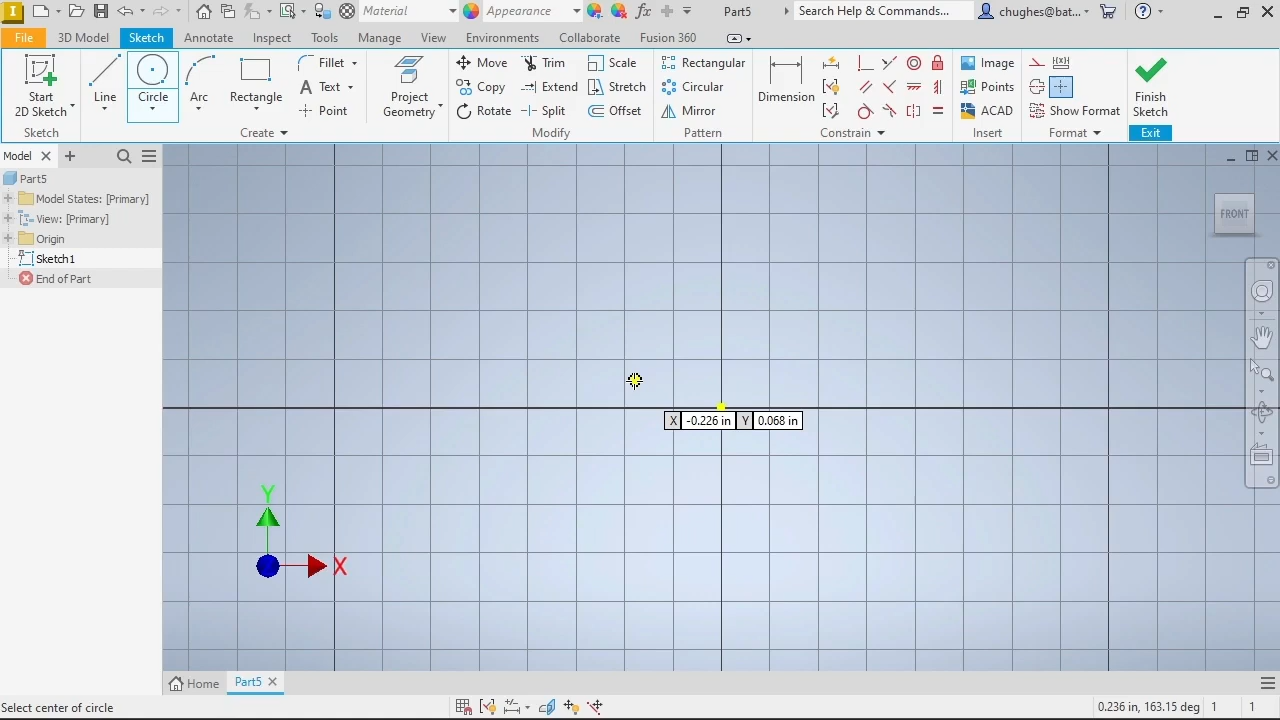 I Material Appearance fx Part5 Search Help & Commands... chughes@bat...
File 3D Model Sketch Annotate Inspect Tools Manage View Environments Collaborate Fusion 360
Start
2D Sketch
Line Circle Arc Rectangle
Fillet
Text
Point
Project
Geometry
Move Trim Scale
Copy Extend Stretch
Rotate Split Offset
Rectangular
Circular
Mirror
Dimension
Image
Points
ACAD
Show Format
Finish
Sketch
Sketch Create Modify Pattern Constrain Insert Format Exit
Model
Part5
Model States: [Primary]
View: [Primary]
Origin
Sketch1
End of Part
FRONT
X -0.226 in Y 0.068 in
Y
X
Home Part5
Select center of circle 0.236 in, 163.15 deg 1 1